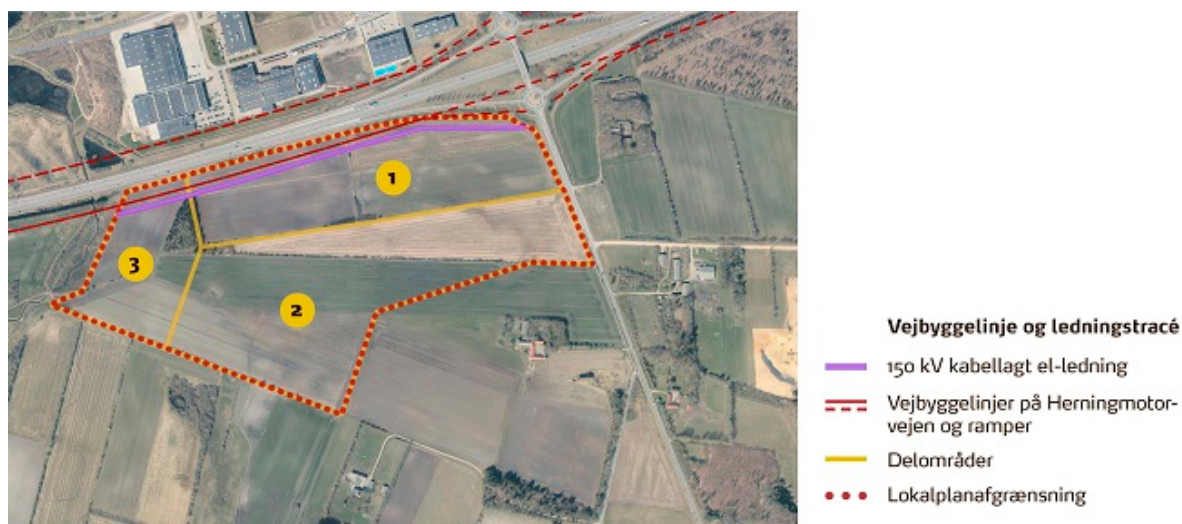 1
3
2
Vejbyggelinje og ledningstracé
150 kV kabellagt el-ledning
Vejbyggelinjer på Herningmotor-
vejen og ramper
Delområder
Lokalplanafgrænsning